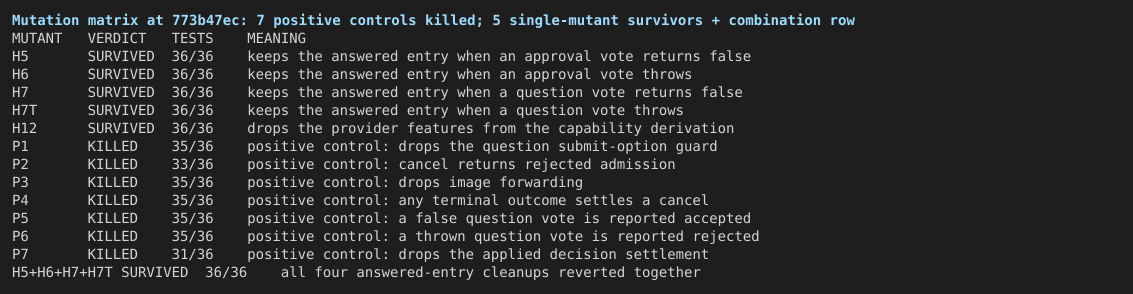 Mutation matrix at 773b47ec: 7 positive controls killed; 5 single-mutant survivors + combination row
MUTANT   VERDICT   TESTS    MEANING
H5       SURVIVED  36/36    keeps the answered entry when an approval vote returns false
H6       SURVIVED  36/36    keeps the answered entry when an approval vote throws
H7       SURVIVED  36/36    keeps the answered entry when a question vote returns false
H7T      SURVIVED  36/36    keeps the answered entry when a question vote throws
H12      SURVIVED  36/36    drops the provider features from the capability derivation
P1       KILLED    35/36    positive control: drops the question submit-option guard
P2       KILLED    33/36    positive control: cancel returns rejected admission
P3       KILLED    35/36    positive control: drops image forwarding
P4       KILLED    35/36    positive control: any terminal outcome settles a cancel
P5       KILLED    35/36    positive control: a false question vote is reported accepted
P6       KILLED    35/36    positive control: a thrown question vote is reported rejected
P7       KILLED    31/36    positive control: drops the applied decision settlement
H5+H6+H7+H7T SURVIVED  36/36    all four answered-entry cleanups reverted together